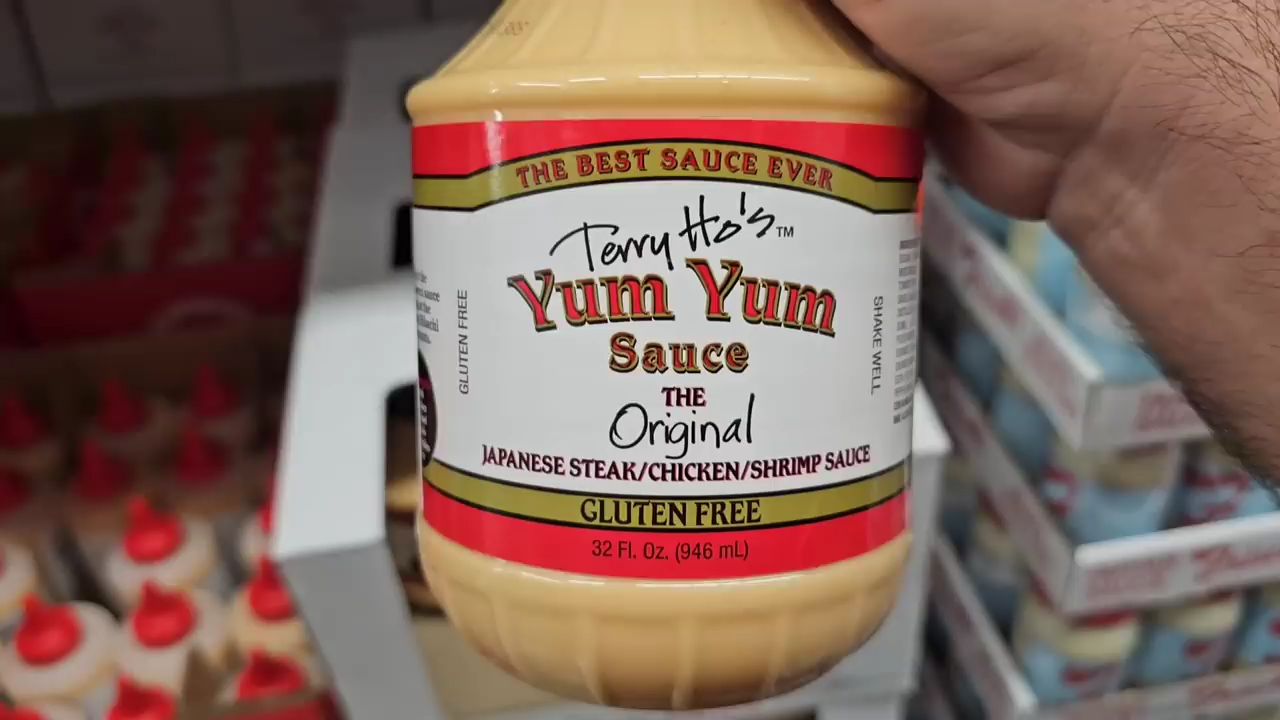 THE BEST SAUCE EVER
Terry Ho's™
Yum Yum
Sauce
THE
Original
JAPANESE STEAK/CHICKEN/SHRIMP SAUCE
GLUTEN FREE
32 Fl. Oz. (946 mL)
GLUTEN FREE
SHAKE WELL